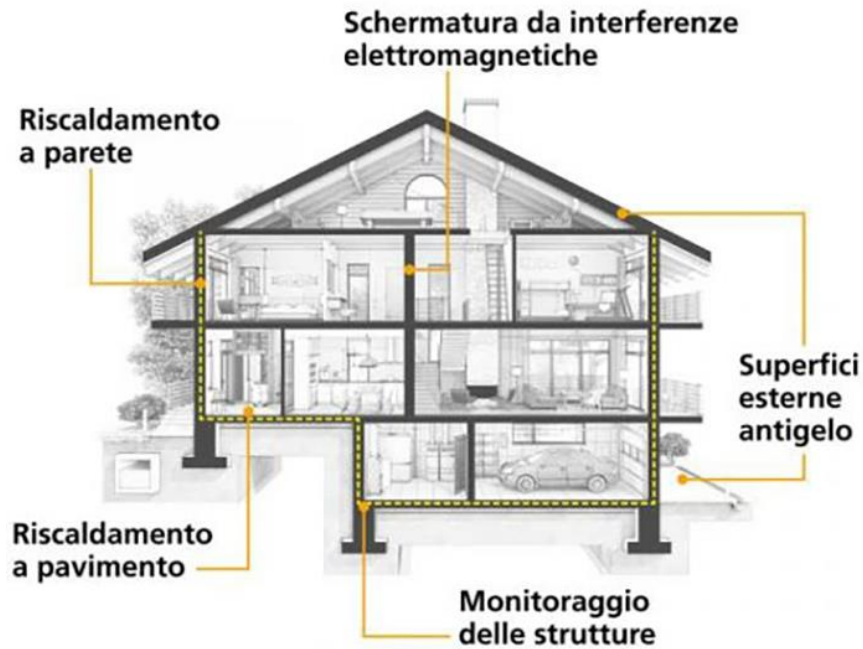 Schermatura da interferenze
elettromagnetiche
Riscaldamento
a parete
Superfici
esterne
antigelo
Riscaldamento
a pavimento
Monitoraggio
delle strutture